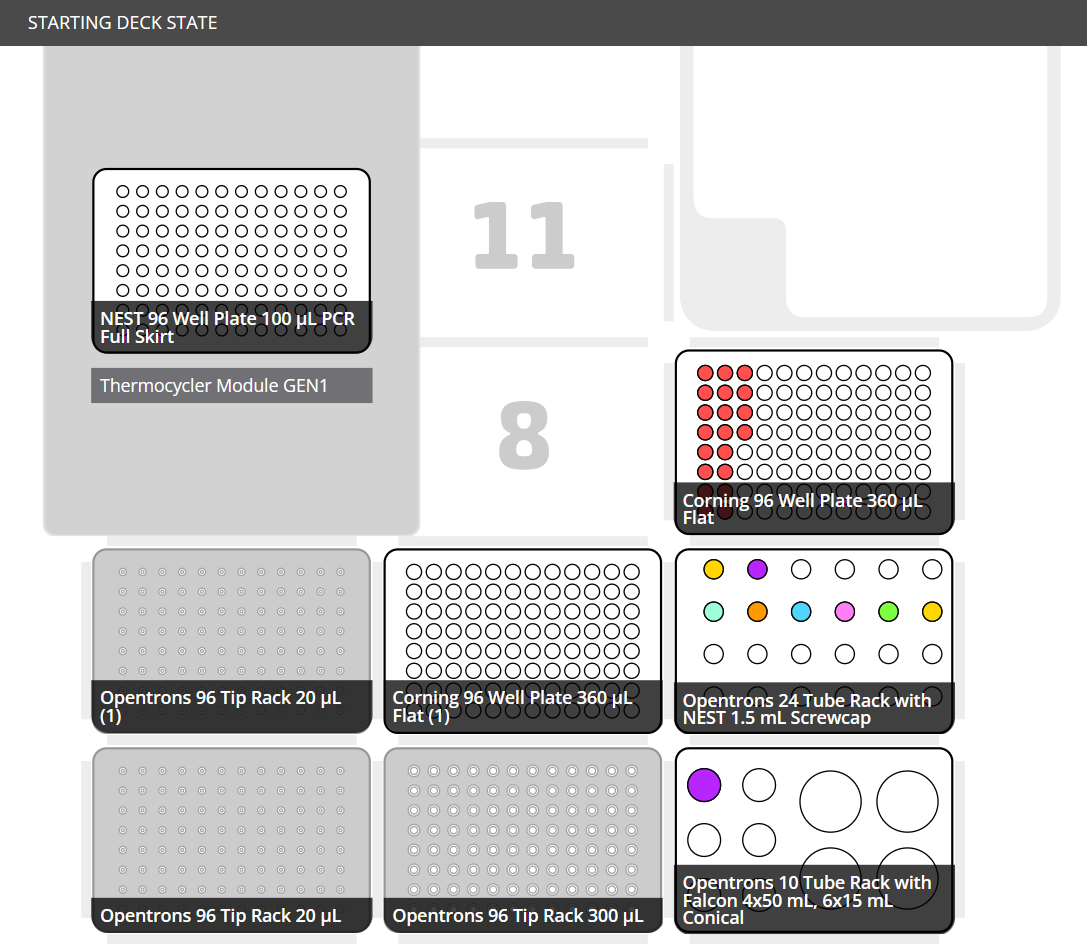 STARTING DECK STATE
11
NEST 96 Well Plate 100 µL PCR
Full Skirt
Thermocycler Module GEN1
8
Corning 96 Well Plate 360 µL
Flat
Opentrons 96 Tip Rack 20 µL
(1)
Corning 96 Well Plate 360 µL
Flat (1)
Opentrons 24 Tube Rack with
NEST 1.5 mL Screwcap
Opentrons 96 Tip Rack 20 µL
Opentrons 96 Tip Rack 300 µL
Opentrons 10 Tube Rack with
Falcon 4x50 mL, 6x15 mL
Conical